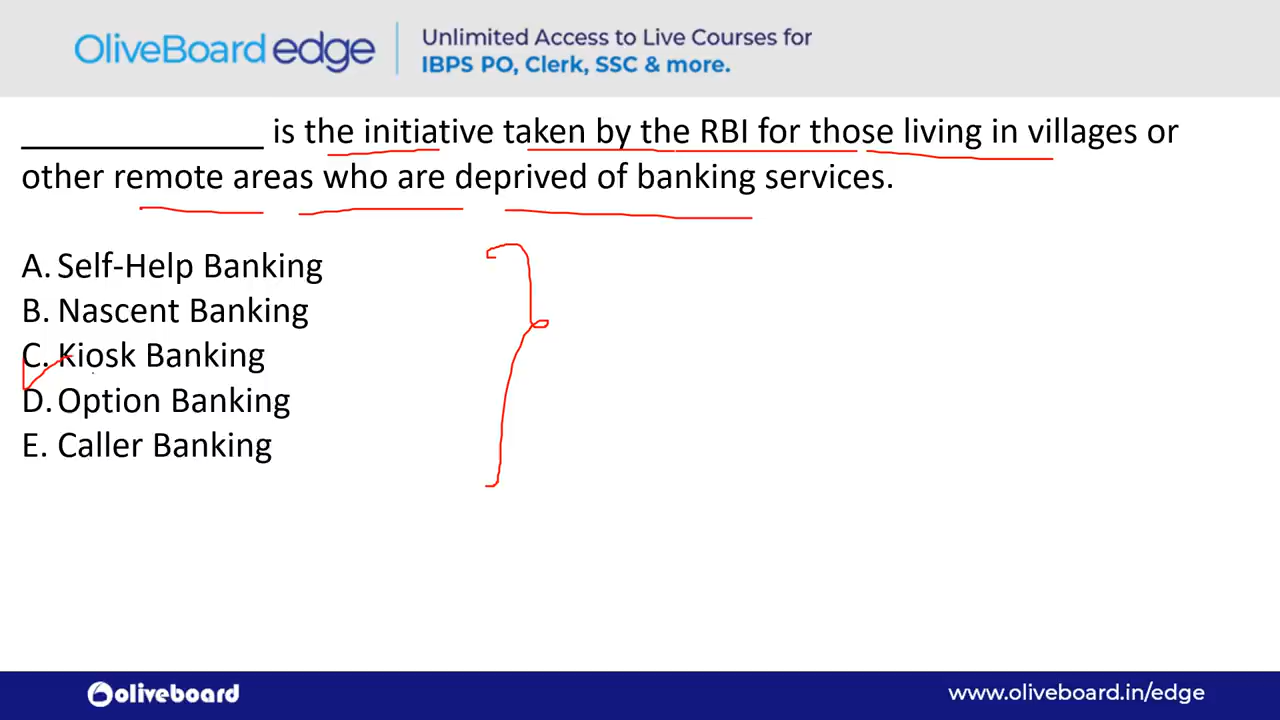 OliveBoard edge
Unlimited Access to Live Courses for
IBPS PO, Clerk, SSC & more.
______________ is the initiative taken by the RBI for those living in villages or
other remote areas who are deprived of banking services.
A. Self-Help Banking
B. Nascent Banking
C. Kiosk Banking
D. Option Banking
E. Caller Banking
oliveboard
www.oliveboard.in/edge